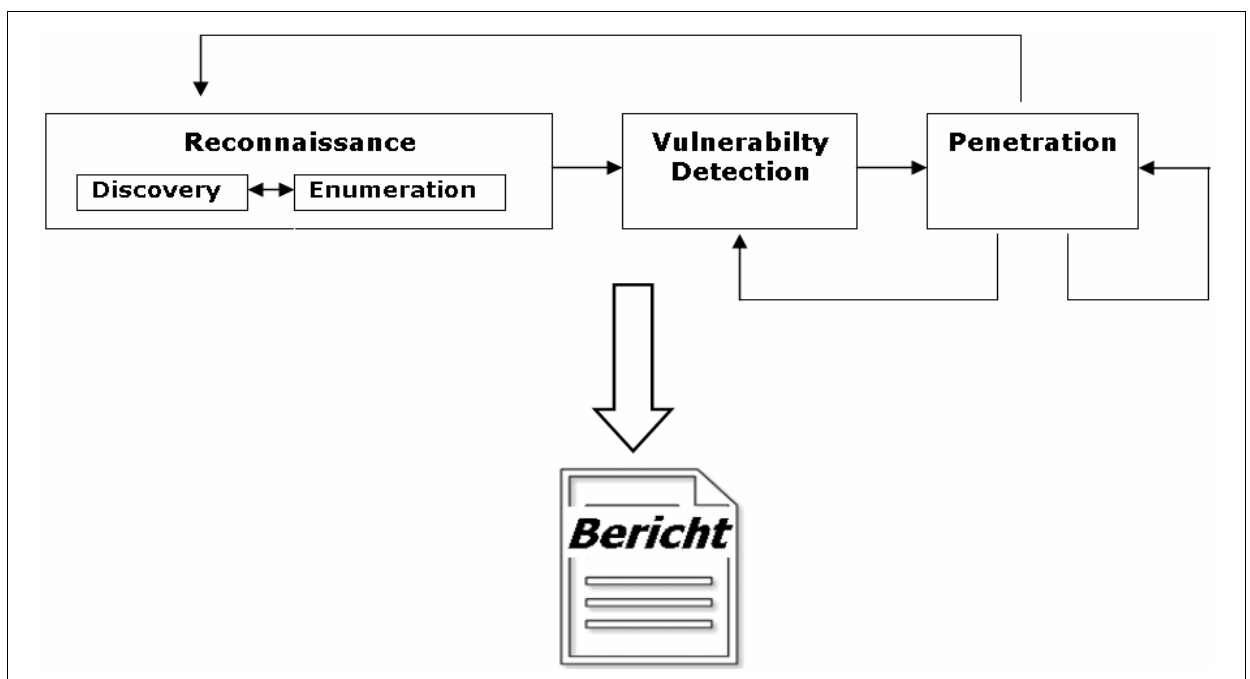 Reconnaissance
Discovery
Enumeration
Vulnerabilty
Detection
Penetration
Bericht